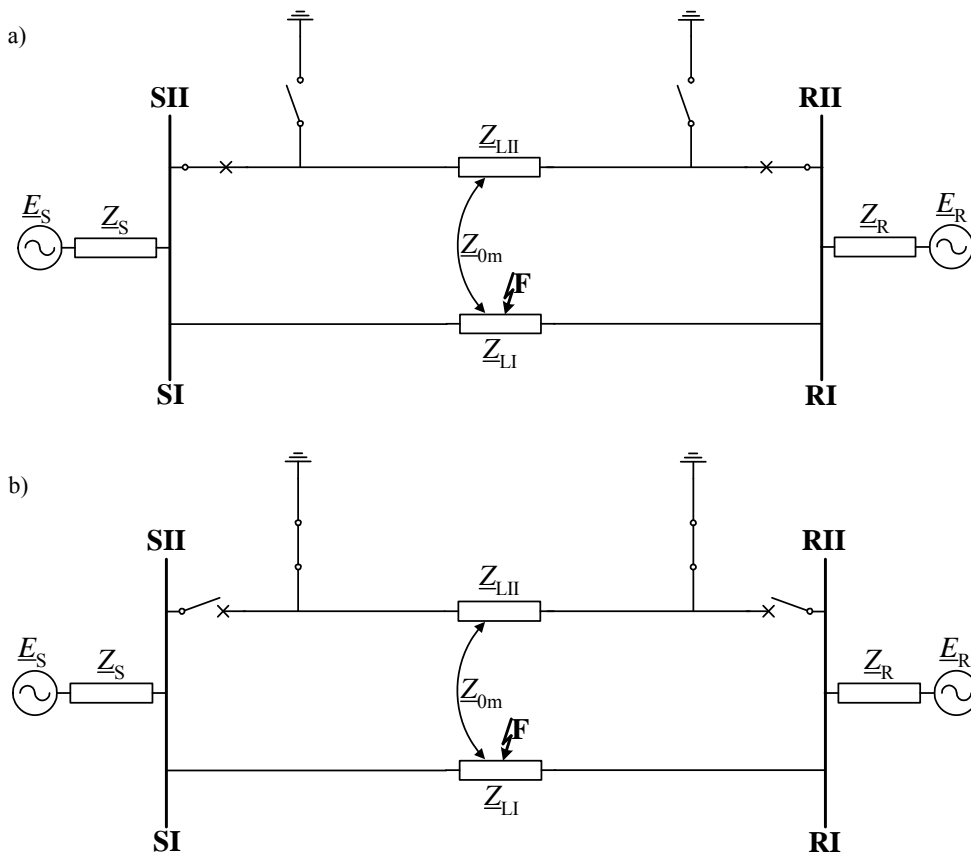 a)
SII
RII
Z_LII
E_S
Z_S
Z_R
E_R
Z_0m
F
Z_LI
SI
RI
b)
SII
RII
Z_LII
E_S
Z_S
Z_R
E_R
Z_0m
F
Z_LI
SI
RI